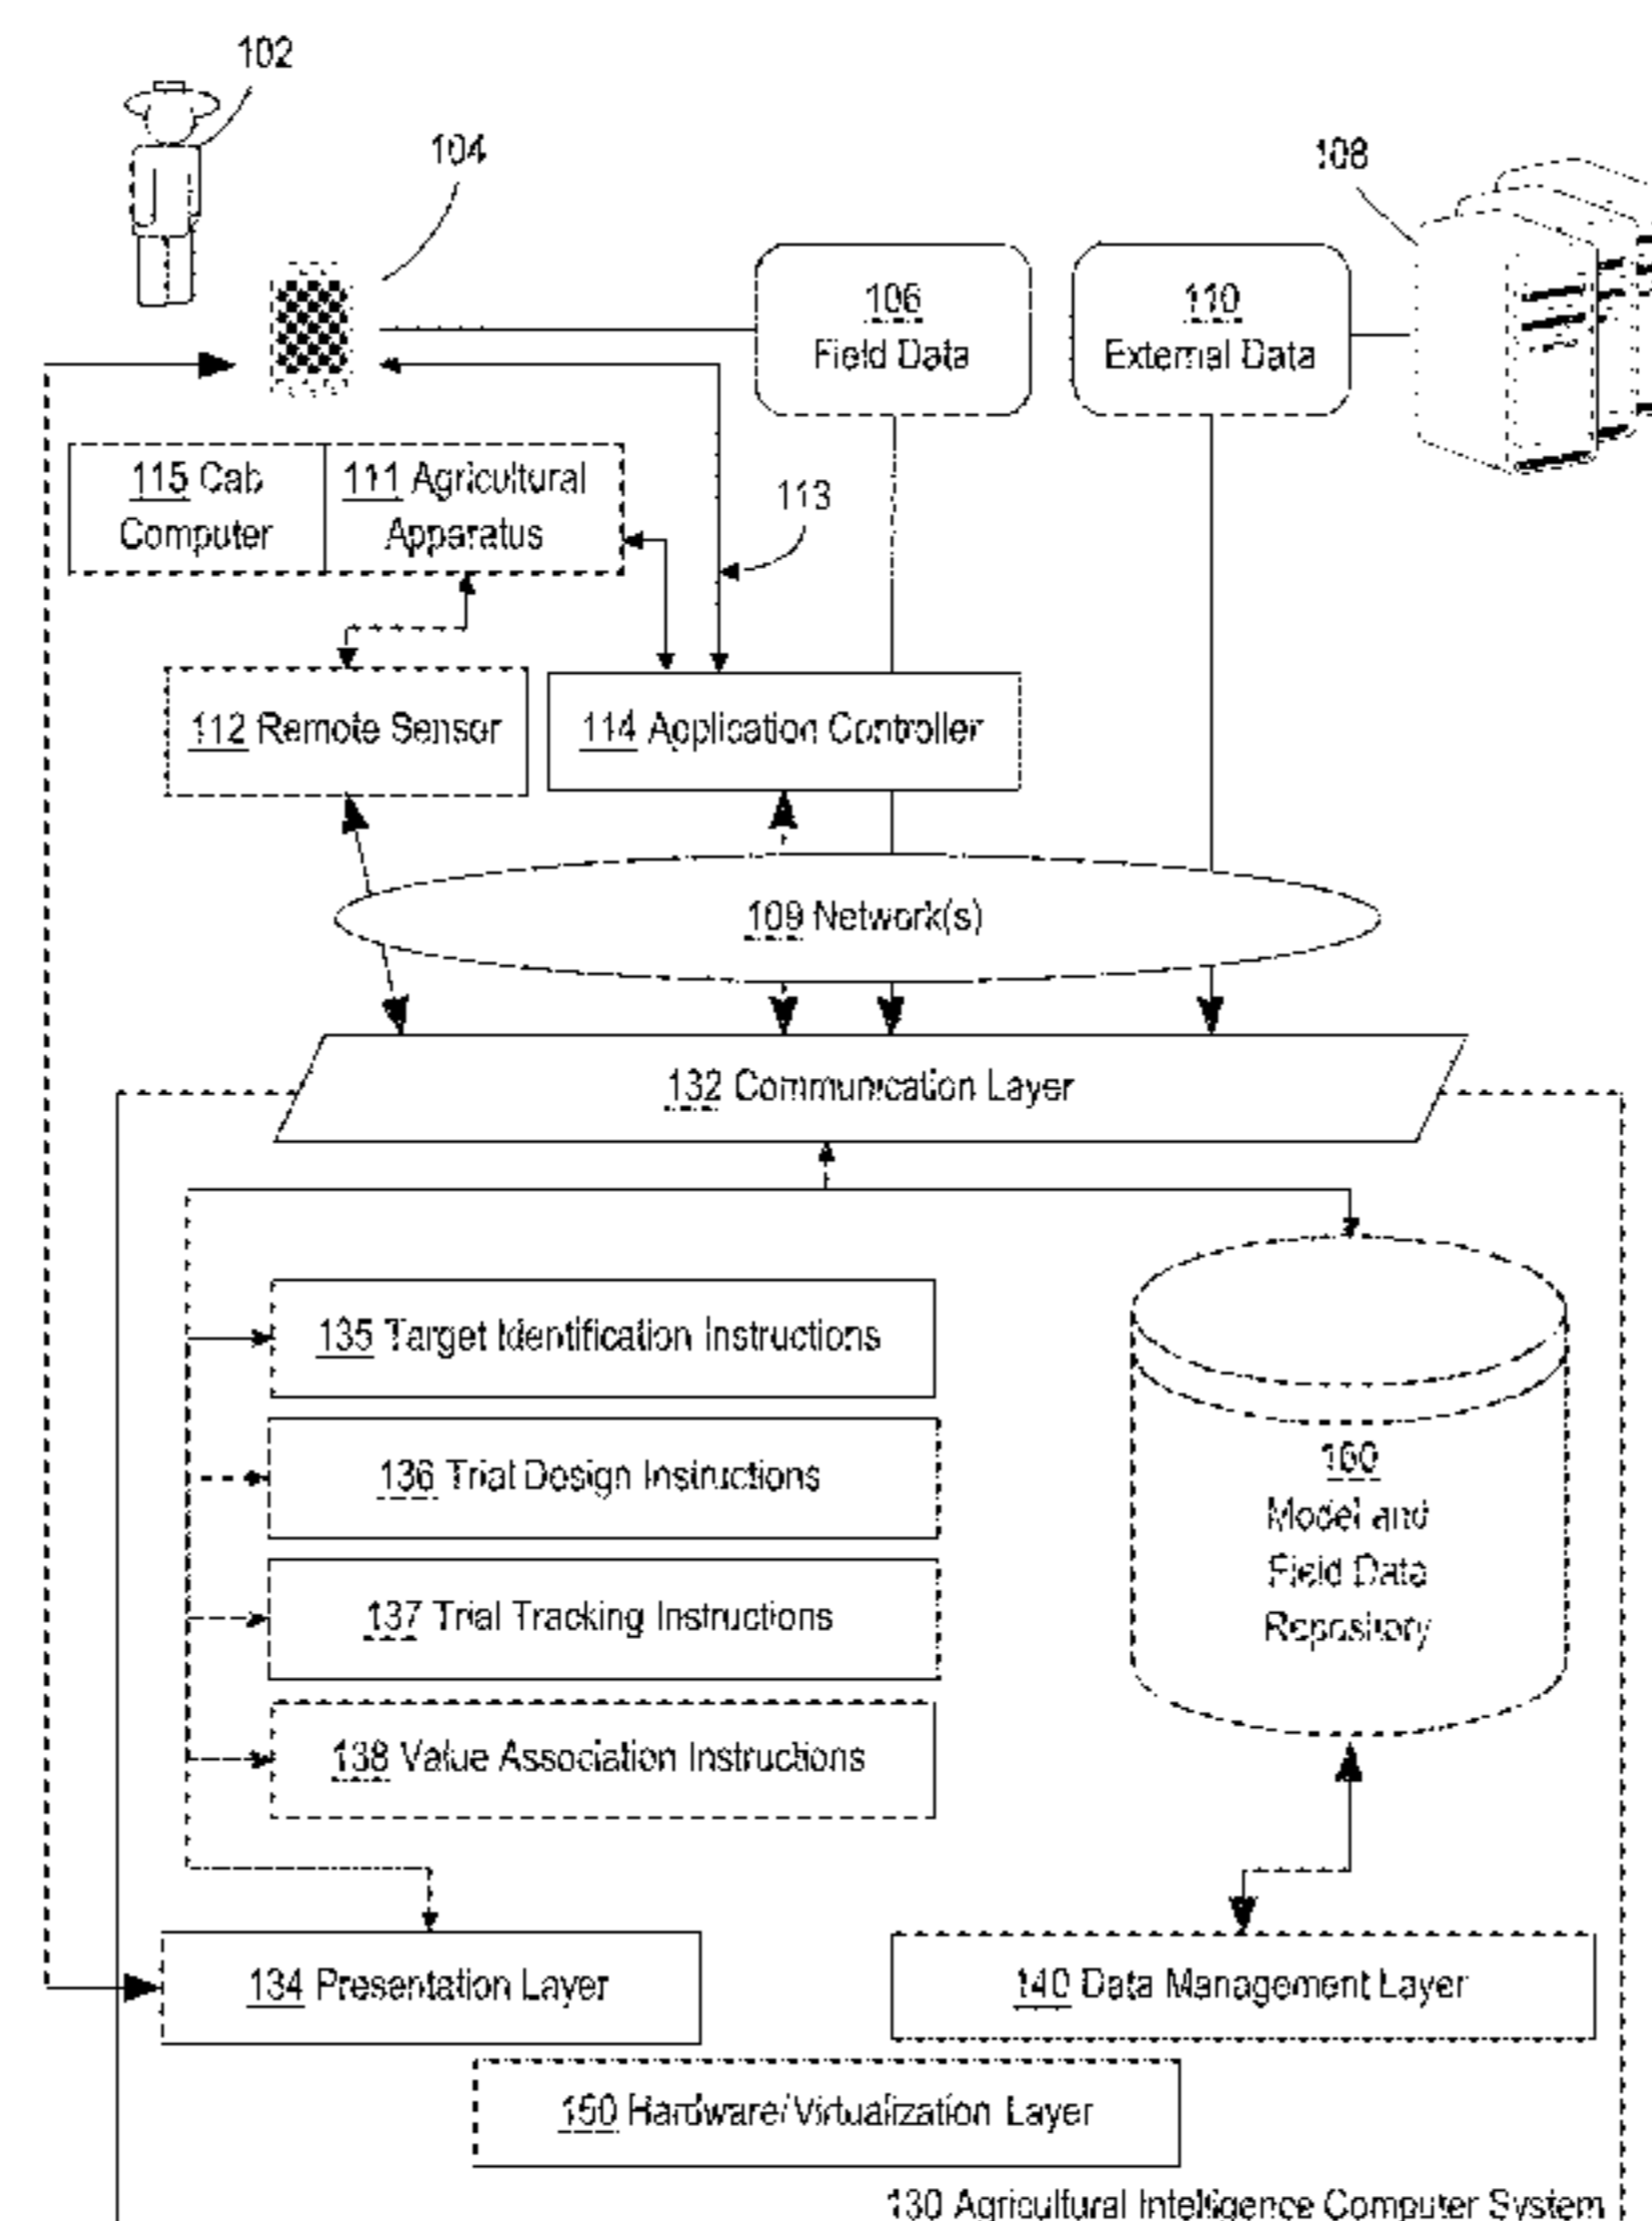 102
104
108
106
Field Data
110
External Data
115 Cab
Computer
111 Agricultural
Apparatus
113
112 Remote Sensor
114 Application Controller
109 Network(s)
132 Communication Layer
135 Target Identification Instructions
136 Trial Design Instructions
137 Trial Tracking Instructions
138 Value Association Instructions
160
Model and
Field Data
Repository
134 Presentation Layer
140 Data Management Layer
150 Hardware/Virtualization Layer
130 Agricultural Intelligence Computer System